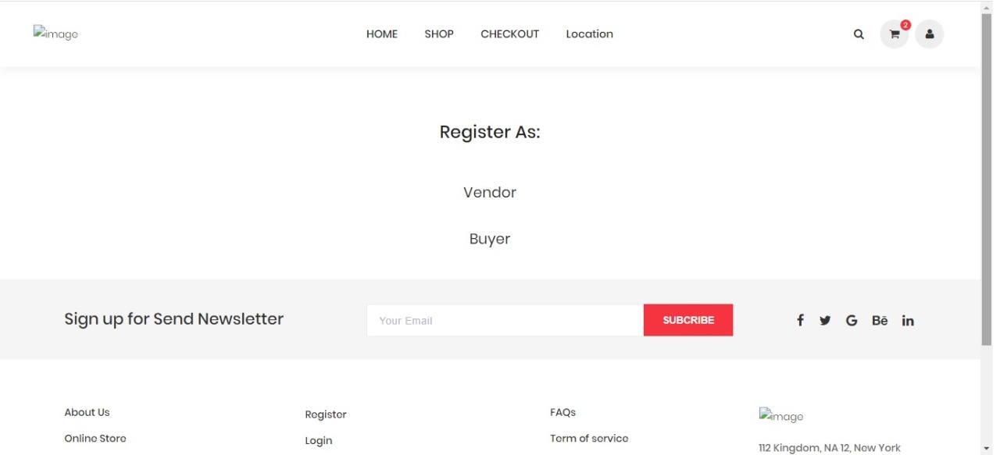 image
HOME SHOP CHECKOUT Location
2
Register As:
Vendor
Buyer
Sign up for Send Newsletter
Your Email
SUBCRIBE
f G Bē in
About Us Register FAQs image
Online Store Login Term of service 112 Kingdom, NA 12, New York